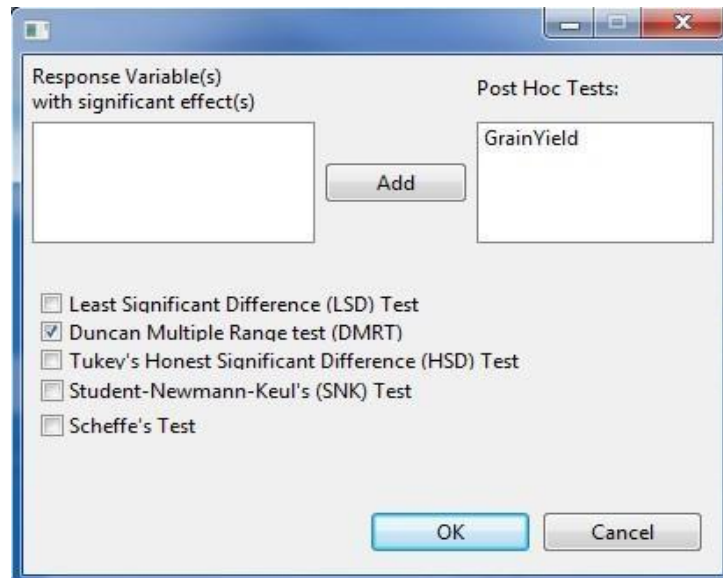 Response Variable(s)
with significant effect(s)
Post Hoc Tests:
GrainYield
Add
Least Significant Difference (LSD) Test
Duncan Multiple Range test (DMRT)
Tukey's Honest Significant Difference (HSD) Test
Student-Newmann-Keul's (SNK) Test
Scheffe's Test
OK
Cancel